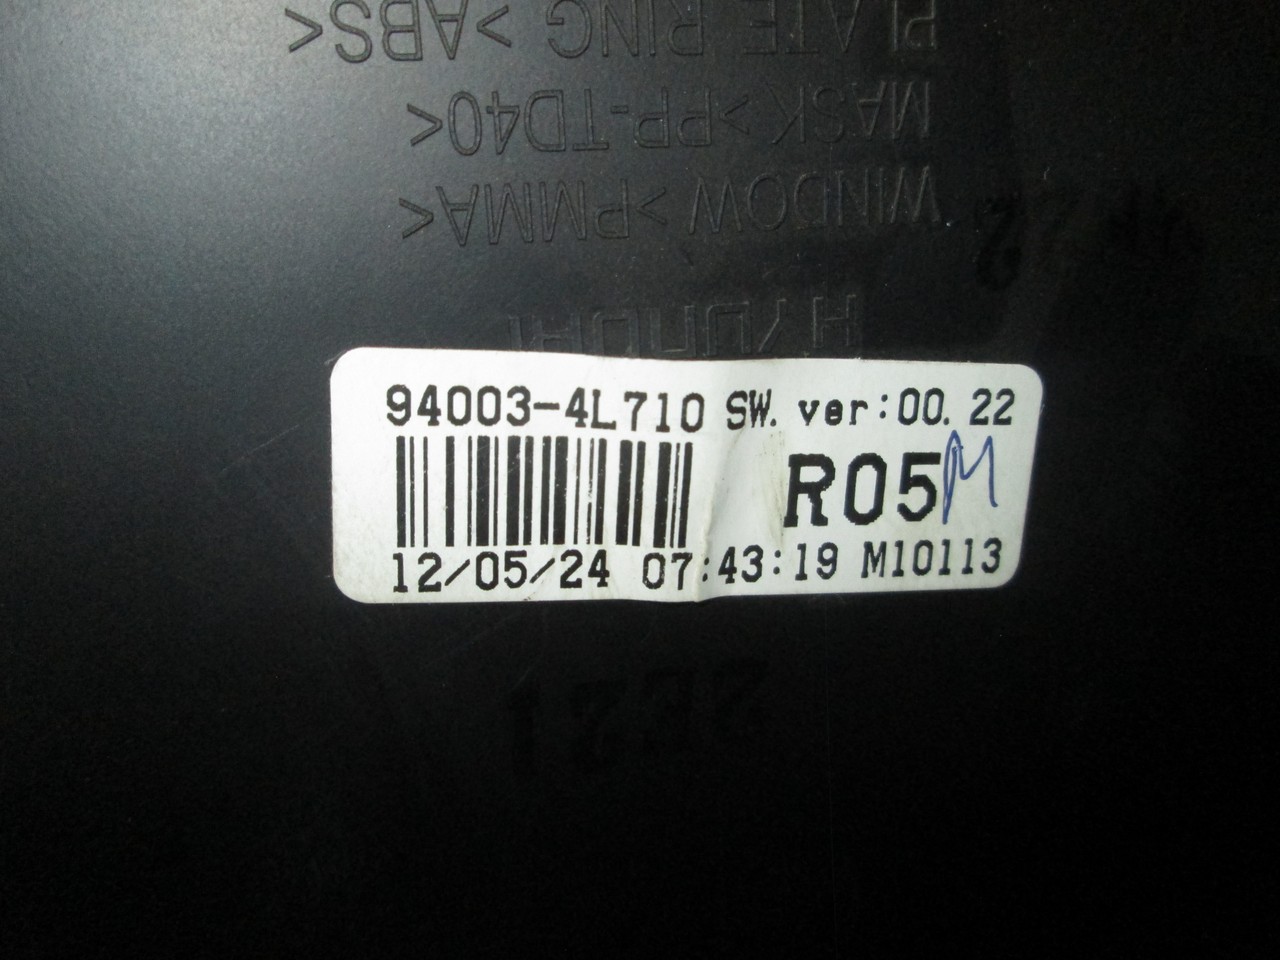 PLATE RING >ABS<
MASK >PP-TD40<
WINDOW >PMMA<
HYUNDAI
94003-4L710 SW. ver:00. 22
R05M
12/05/24 07:43:19 M10113